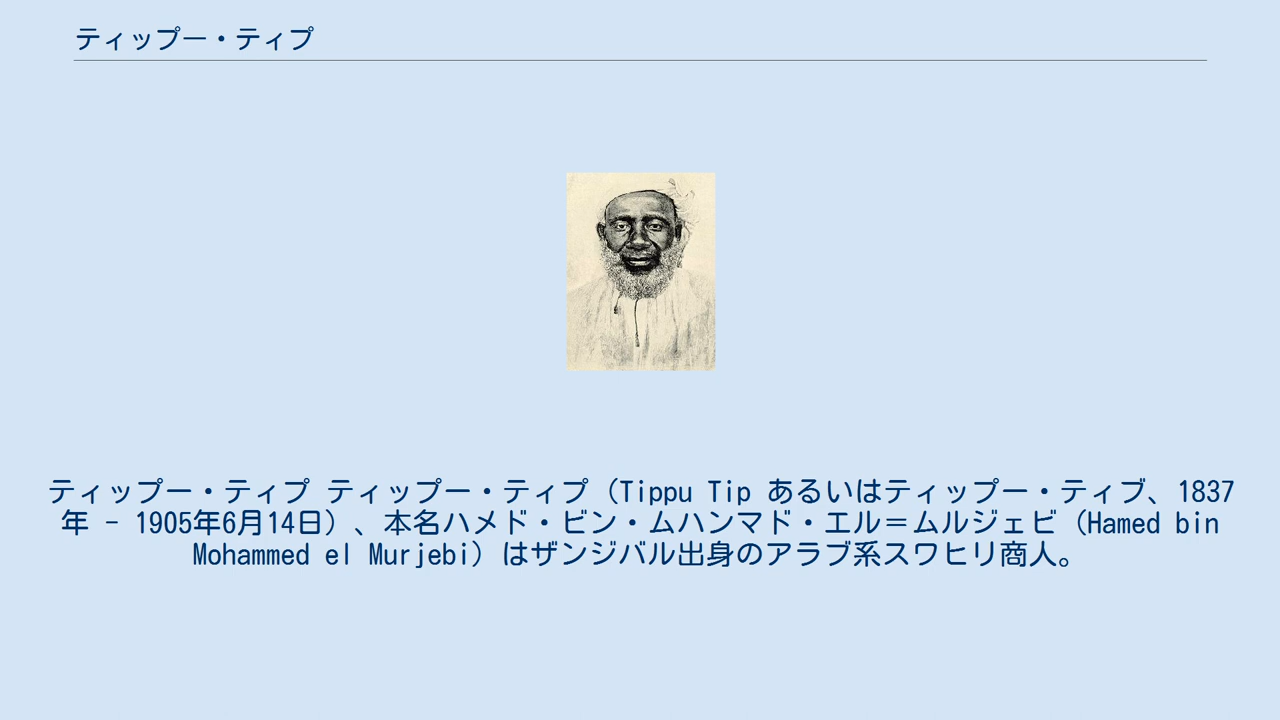 ティップー・ティプ
ティップー・ティプ ティップー・ティプ（Tippu Tip あるいはティップー・ティブ、1837
年 - 1905年6月14日）、本名ハメド・ビン・ムハンマド・エル＝ムルジェビ（Hamed bin
Mohammed el Murjebi）はザンジバル出身のアラブ系スワヒリ商人。